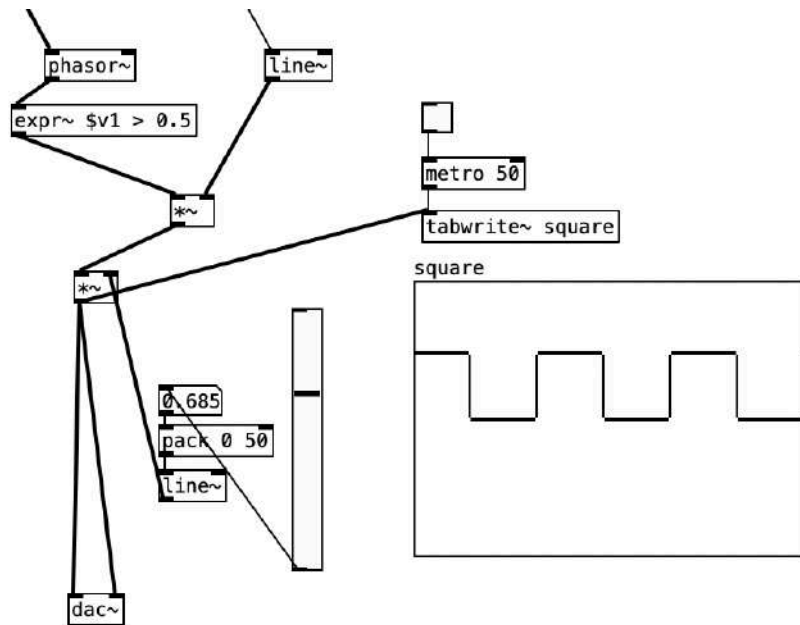 phasor~
line~
expr~ $v1 > 0.5
metro 50
*~
tabwrite~ square
square
*~
0.685
pack 0 50
line~
dac~